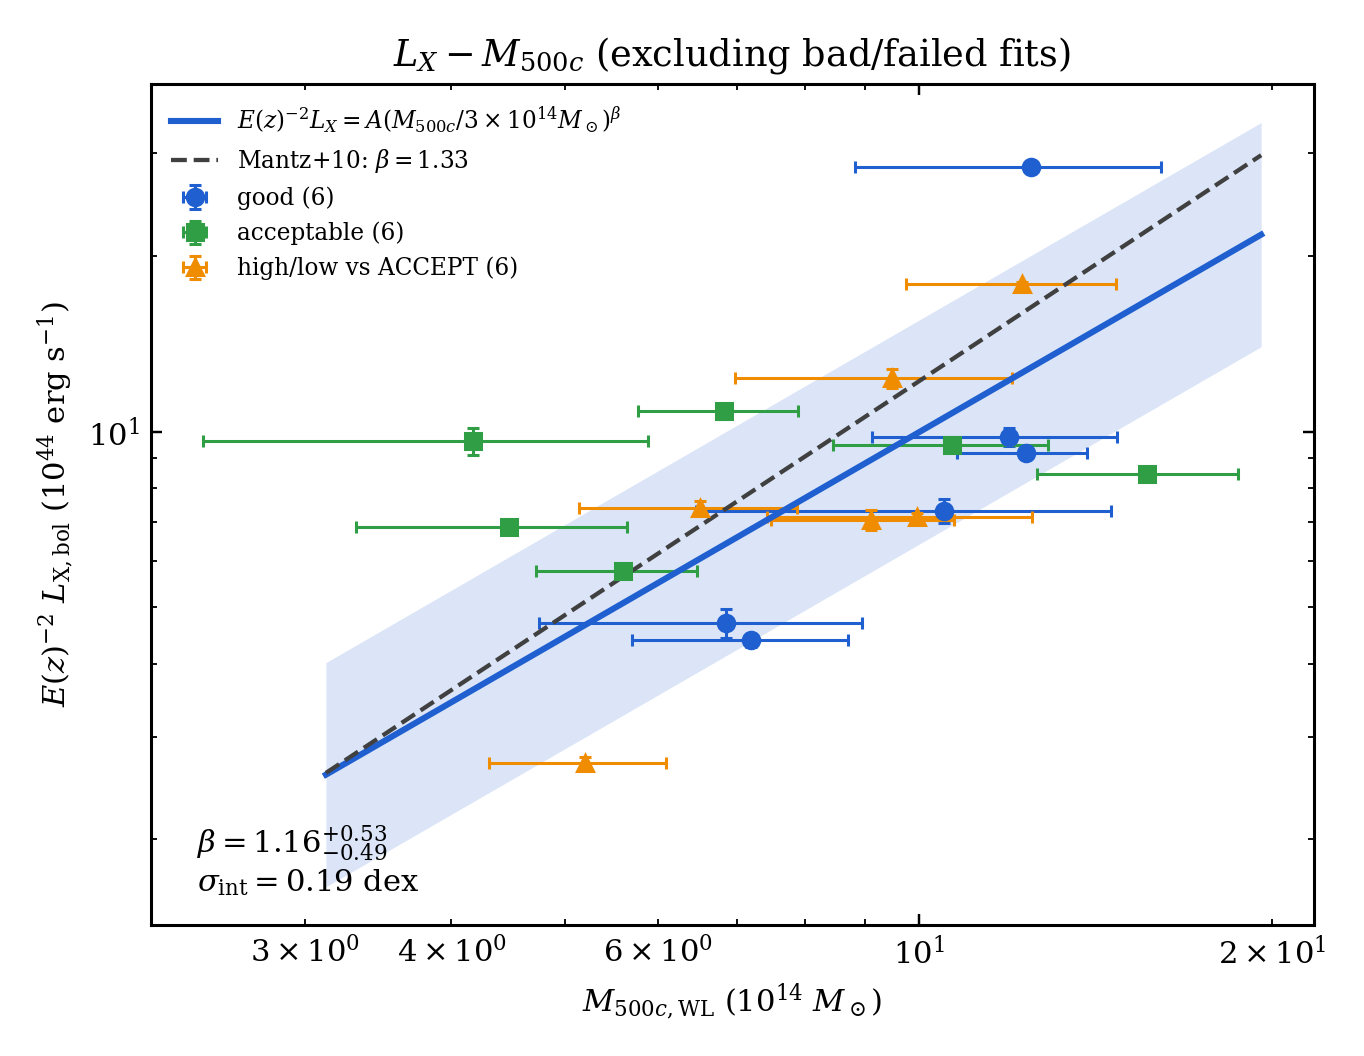 L_X − M_500c (excluding bad/failed fits)
E(z)^−2 L_X = A(M_500c/3 × 10^14 M_⊙)^β
Mantz+10: β = 1.33
good (6)
acceptable (6)
high/low vs ACCEPT (6)
E(z)^−2 L_X,bol (10^44 erg s^−1)
10^1
β = 1.16^+0.53_−0.49
σ_int = 0.19 dex
3 × 10^0 4 × 10^0 6 × 10^0 10^1 2 × 10^1
M_500c,WL (10^14 M_⊙)